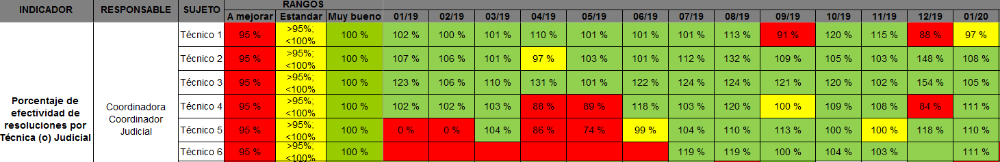 INDICADOR RESPONSABLE SUJETO RANGOS
A mejorar Estandar Muy bueno 01/19 02/19 03/19 04/19 05/19 06/19 07/19 08/19 09/19 10/19 11/19 12/19 01/20
Porcentaje de
efectividad de
resoluciones por
Técnica (o) Judicial
Coordinadora
Coordinador
Judicial
Técnico 1 95 % >95%; 100 % 102 % 100 % 101 % 110 % 101 % 101 % 101 % 113 % 91 % 120 % 115 % 88 % 97 %
<100%
Técnico 2 95 % >95%; 100 % 107 % 106 % 101 % 97 % 103 % 101 % 112 % 132 % 109 % 105 % 103 % 148 % 108 %
<100%
Técnico 3 95 % >95%; 100 % 123 % 106 % 110 % 131 % 101 % 122 % 124 % 124 % 121 % 120 % 102 % 154 % 105 %
<100%
Técnico 4 95 % >95%; 100 % 102 % 102 % 103 % 88 % 89 % 118 % 103 % 120 % 100 % 109 % 108 % 84 % 111 %
<100%
Técnico 5 95 % >95%; 100 % 0 % 0 % 104 % 86 % 74 % 99 % 104 % 110 % 113 % 100 % 100 % 118 % 110 %
<100%
Técnico 6 95 % >95%; 100 % 119 % 119 % 100 % 104 % 103 % 111 %
<100%